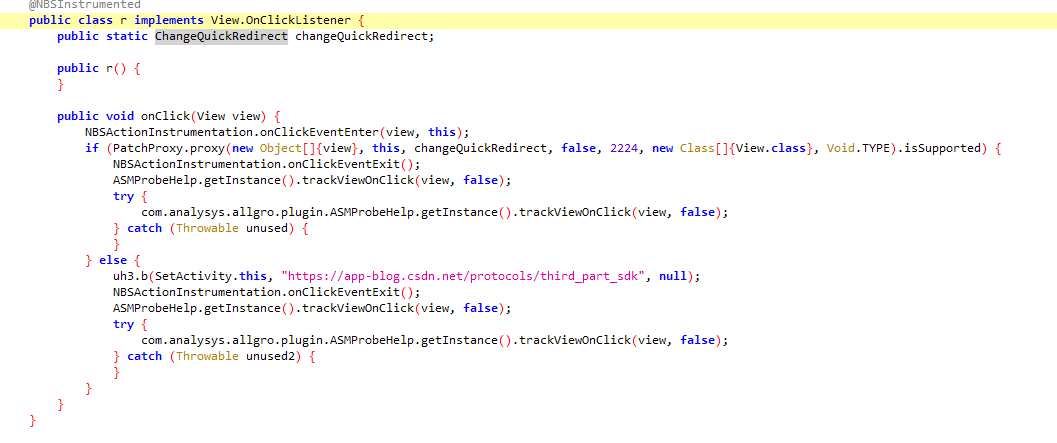 @NBSInstrumented
public class r implements View.OnClickListener {
public static ChangeQuickRedirect changeQuickRedirect;
public r() {
}
public void onClick(View view) {
NBSActionInstrumentation.onClickEventEnter(view, this);
if (PatchProxy.proxy(new Object[]{view}, this, changeQuickRedirect, false, 2224, new Class[]{View.class}, Void.TYPE).isSupported) {
NBSActionInstrumentation.onClickEventExit();
ASMProbeHelp.getInstance().trackViewOnClick(view, false);
try {
com.analysys.allgro.plugin.ASMProbeHelp.getInstance().trackViewOnClick(view, false);
} catch (Throwable unused) {
}
} else {
uh3.b(SetActivity.this, "https://app-blog.csdn.net/protocols/third_part_sdk", null);
NBSActionInstrumentation.onClickEventExit();
ASMProbeHelp.getInstance().trackViewOnClick(view, false);
try {
com.analysys.allgro.plugin.ASMProbeHelp.getInstance().trackViewOnClick(view, false);
} catch (Throwable unused2) {
}
}
}
}